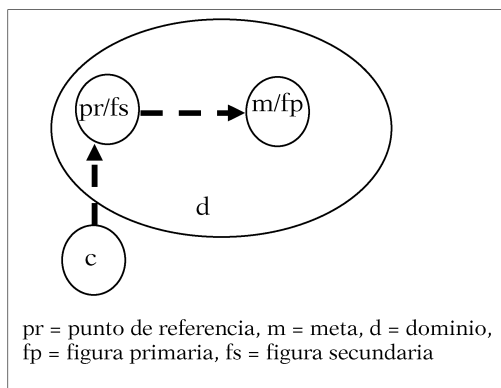 pr/fs
m/fp
d
c
pr = punto de referencia, m = meta, d = dominio,
fp = figura primaria, fs = figura secundaria